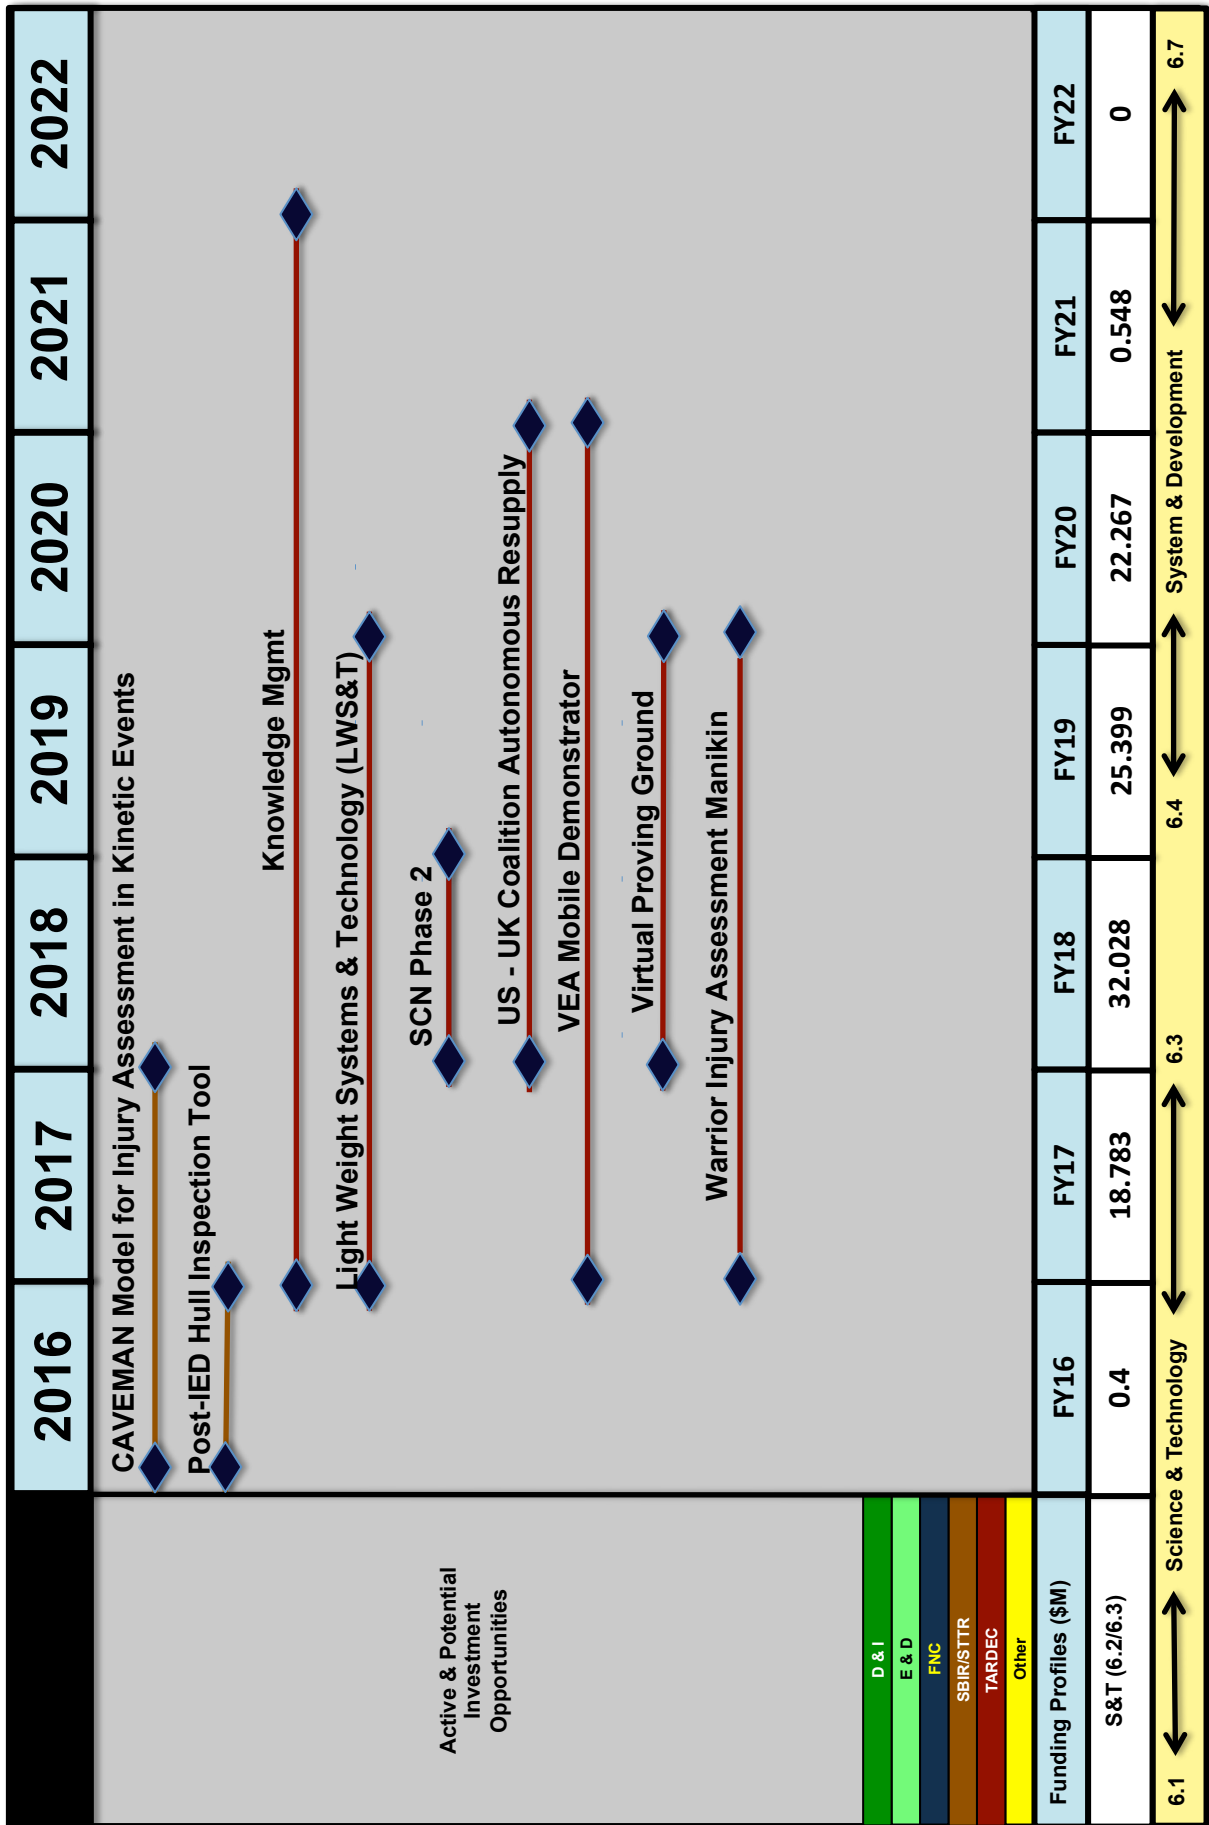 2016
2017
2018
2019
2020
2021
2022
Active & Potential
Investment
Opportunities
CAVEMAN Model for Injury Assessment in Kinetic Events
Post-IED Hull Inspection Tool
Knowledge Mgmt
Light Weight Systems & Technology (LWS&T)
SCN Phase 2
US - UK Coalition Autonomous Resupply
VEA Mobile Demonstrator
Virtual Proving Ground
Warrior Injury Assessment Manikin
D & I
E & D
FNC
SBIR/STTR
TARDEC
Other
Funding Profiles ($M)
FY16
FY17
FY18
FY19
FY20
FY21
FY22
S&T (6.2/6.3)
0.4
18.783
32.028
25.399
22.267
0.548
0
6.1
Science & Technology
6.3
6.4
System & Development
6.7